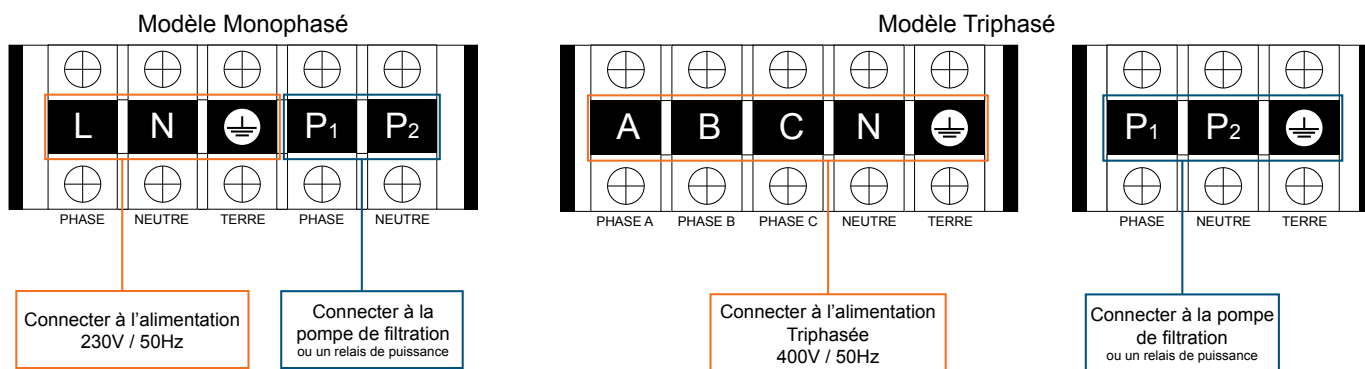 Modèle Monophasé
L N P1 P2
PHASE NEUTRE TERRE PHASE NEUTRE
Connecter à l'alimentation
230V / 50Hz
Connecter à la
pompe de filtration
ou un relais de puissance
Modèle Triphasé
A B C N
PHASE A PHASE B PHASE C NEUTRE TERRE
P1 P2
PHASE NEUTRE TERRE
Connecter à l'alimentation
Triphasée
400V / 50Hz
Connecter à la pompe
de filtration
ou un relais de puissance